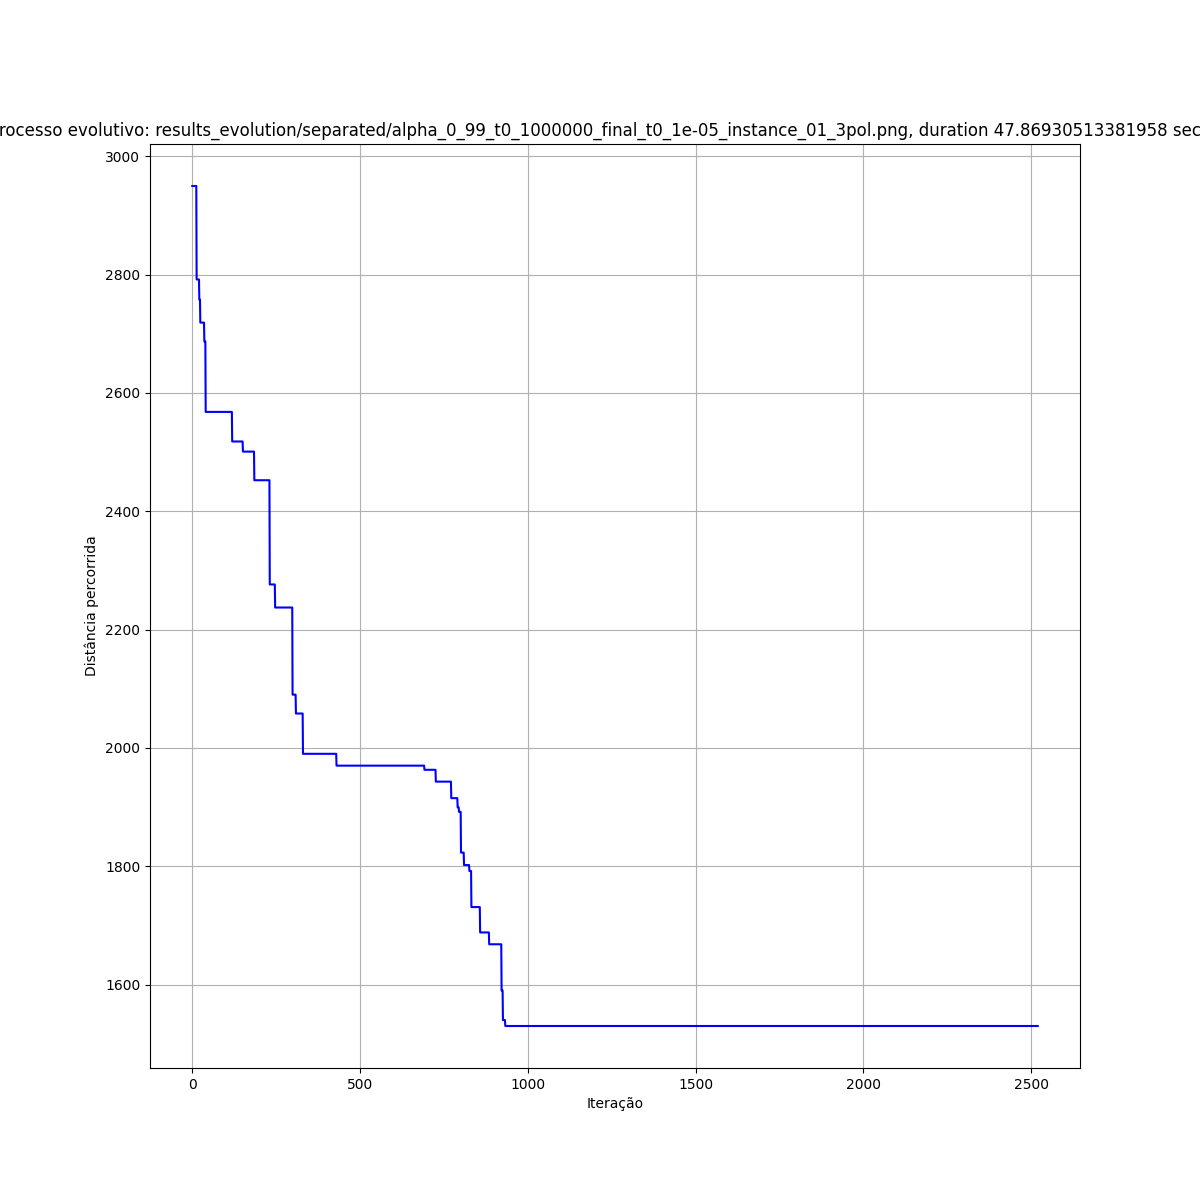 rocesso evolutivo: results_evolution/separated/alpha_0_99_t0_1000000_final_t0_1e-05_instance_01_3pol.png, duration 47.86930513381958 sec
3000
2800
2600
2400
2200
2000
1800
1600
Distância percorrida
0 500 1000 1500 2000 2500
Iteração